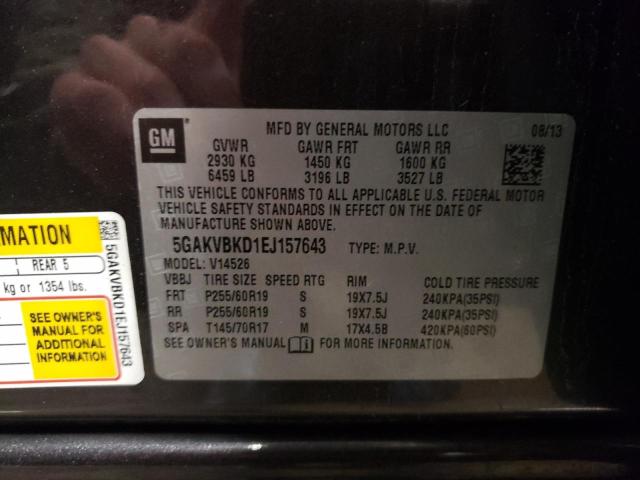 GM
MFD BY GENERAL MOTORS LLC 08/13
GVWR GAWR FRT GAWR RR
2930 KG 1450 KG 1600 KG
6459 LB 3196 LB 3527 LB
THIS VEHICLE CONFORMS TO ALL APPLICABLE U.S. FEDERAL MOTOR
VEHICLE SAFETY STANDARDS IN EFFECT ON THE DATE OF
MANUFACTURE SHOWN ABOVE.
5GAKVBKD1EJ157643 TYPE: M.P.V.
MODEL: V14526
VBBJ TIRE SIZE SPEED RTG RIM COLD TIRE PRESSURE
FRT P255/60R19 S 19X7.5J 240KPA(35PSI)
RR P255/60R19 S 19X7.5J 240KPA(35PSI)
SPA T145/70R17 M 17X4.5B 420KPA(60PSI)
SEE OWNER'S MANUAL FOR MORE INFORMATION
MATION
REAR 5
kg or 1354 lbs.
SEE OWNER'S
MANUAL FOR
ADDITIONAL
INFORMATION
5GAKVBKD1EJ157643